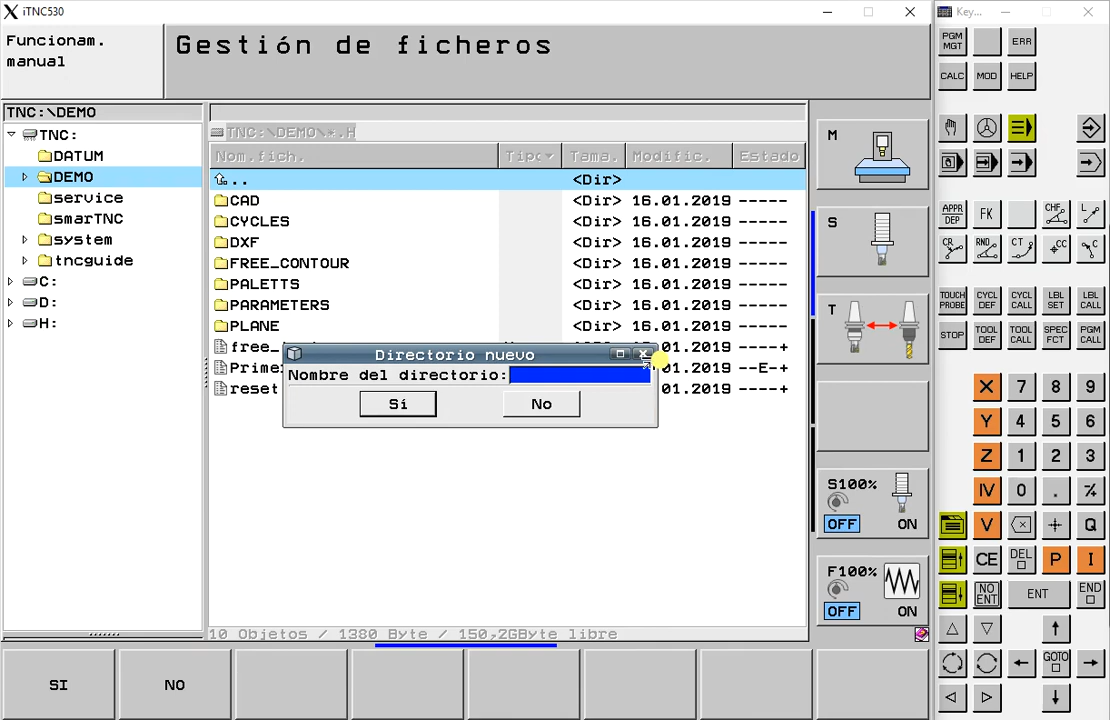 iTNC530
Key...
Funcionam.
manual
Gestión de ficheros
TNC:\DEMO
TNC:
DATUM
DEMO
service
smarTNC
system
tncguide
C:
D:
H:
TNC:\DEMO\*.H
Nom.fich. Tipo Tama. Modific. Estado
.. <Dir>
CAD <Dir> 16.01.2019 -----
CYCLES <Dir> 16.01.2019 -----
DXF <Dir> 16.01.2019 -----
FREE_CONTOUR <Dir> 16.01.2019 -----
PALETTS <Dir> 16.01.2019 -----
PARAMETERS <Dir> 16.01.2019 -----
PLANE <Dir> 16.01.2019 -----
free_ .01.2019 ----+
Prime .01.2019 --E-+
reset 01.2019 ----+
Directorio nuevo
Nombre del directorio:
Sí No
10 Objetos / 1380 Byte / 150,2GByte libre
M
S
T
S100%
OFF ON
F100%
OFF ON
SI NO
PGM MGT
ERR
CALC MOD HELP
APPR DEP FK CHF L
CR RND CT CC C
TOUCH PROBE CYCL DEF CYCL CALL LBL SET LBL CALL
STOP TOOL DEF TOOL CALL SPEC FCT PGM CALL
X 7 8 9
Y 4 5 6
Z 1 2 3
IV 0 . -/+
V Q
CE DEL P I
NO ENT ENT END
GOTO